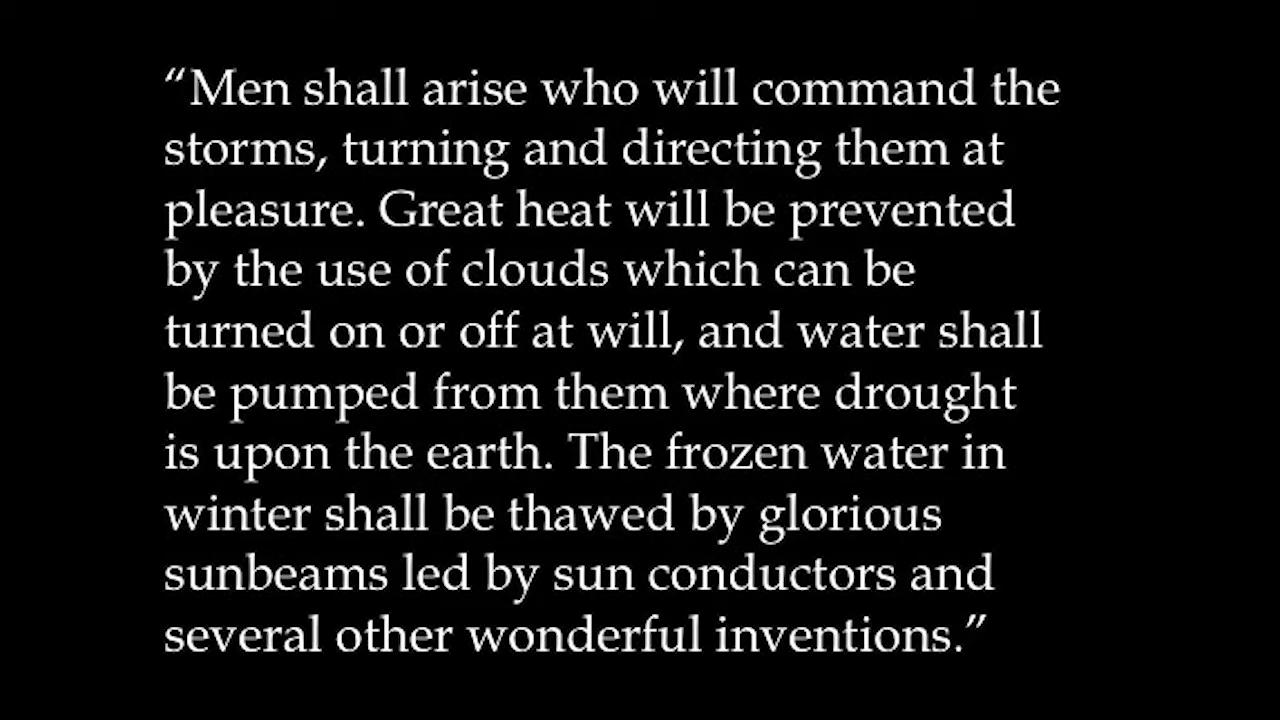 “Men shall arise who will command the
storms, turning and directing them at
pleasure. Great heat will be prevented
by the use of clouds which can be
turned on or off at will, and water shall
be pumped from them where drought
is upon the earth. The frozen water in
winter shall be thawed by glorious
sunbeams led by sun conductors and
several other wonderful inventions.”